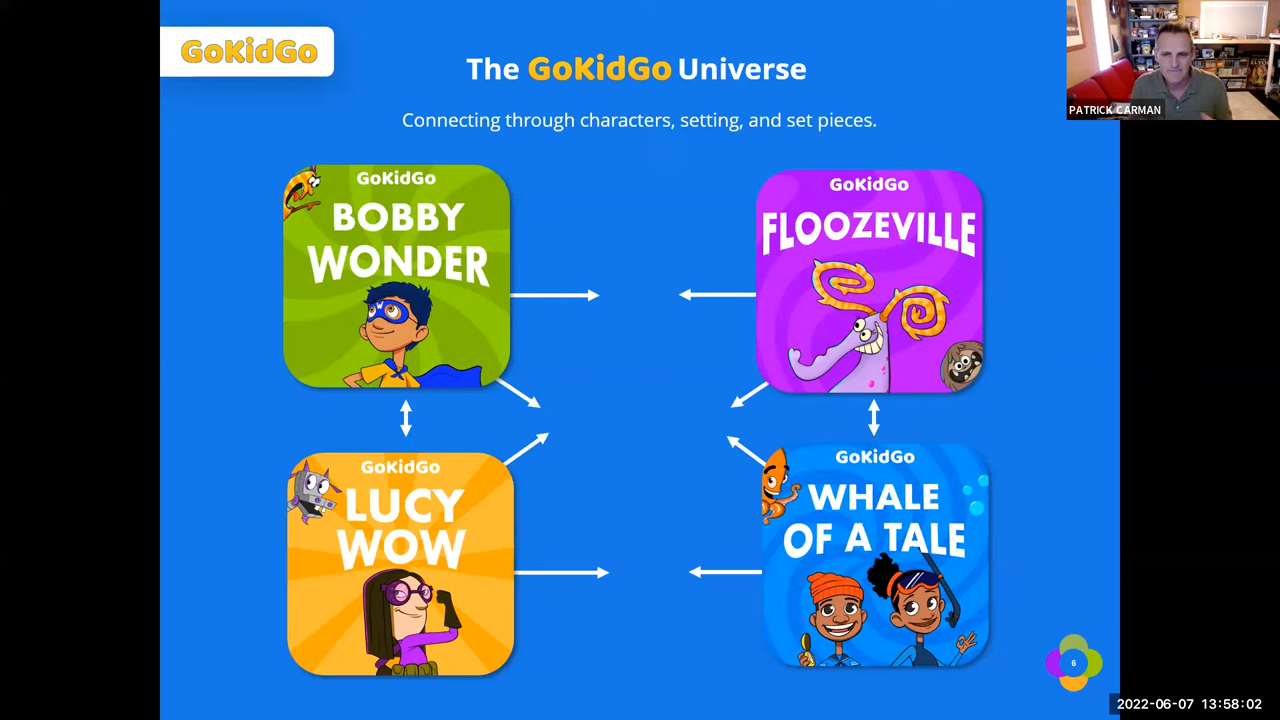 GoKidGo
The GoKidGo Universe
Connecting through characters, setting, and set pieces.
PATRICK CARMAN
GoKidGo
BOBBY
WONDER
W
GoKidGo
FLOOZEVILLE
GoKidGo
LUCY
WOW
GoKidGo
WHALE
OF A TALE
6
2022-06-07 13:58:02